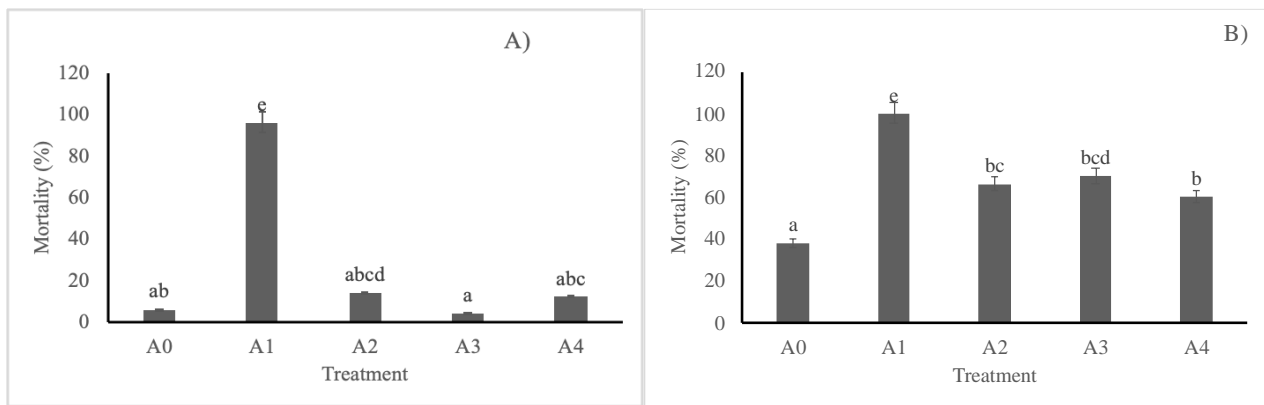 A)
Mortality (%)
120
100
80
60
40
20
0
ab
e
abcd
a
abc
A0 A1 A2 A3 A4
Treatment
B)
Mortality (%)
120
100
80
60
40
20
0
a
e
bc
bcd
b
A0 A1 A2 A3 A4
Treatment